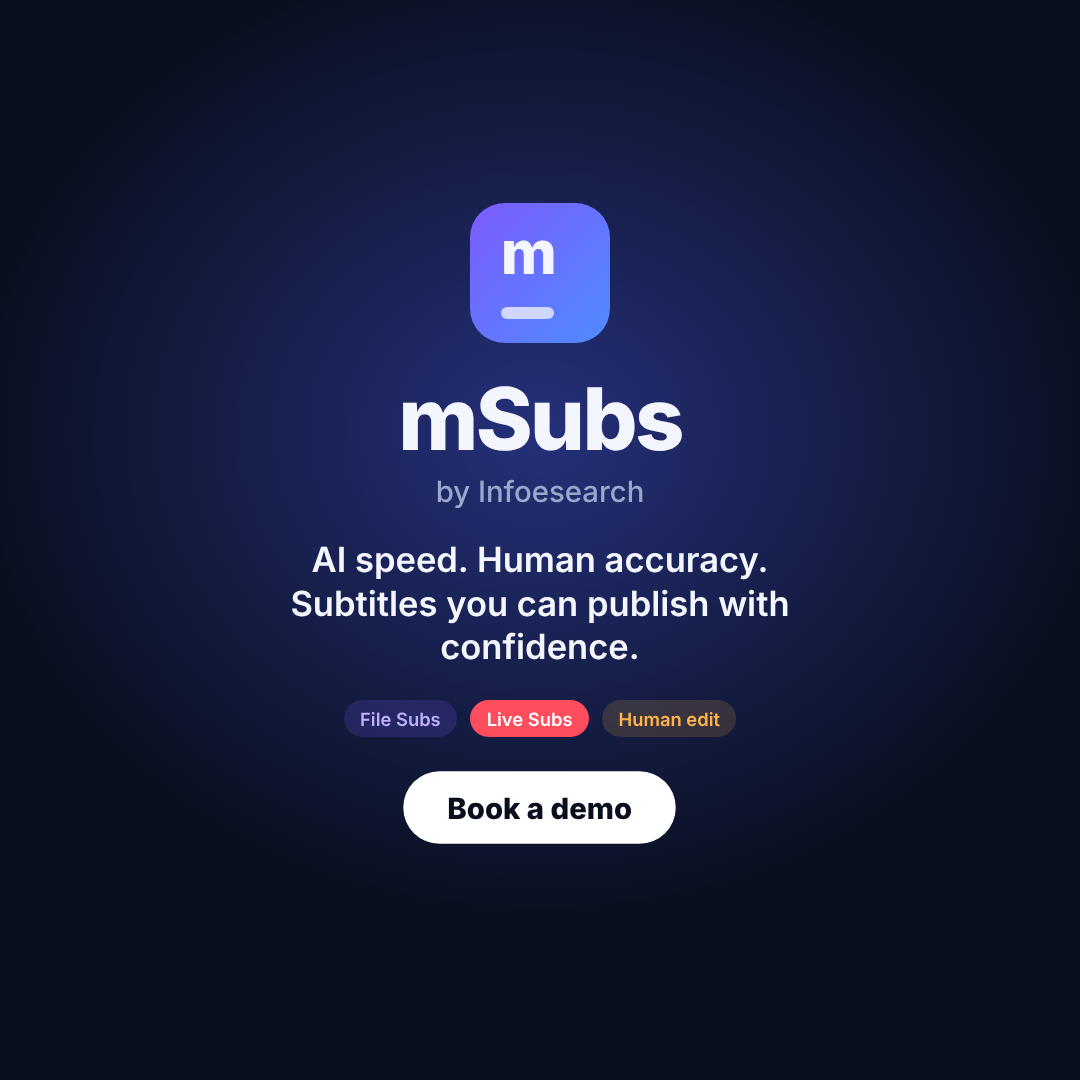 m
mSubs
by Infoesearch
AI speed. Human accuracy.
Subtitles you can publish with
confidence.
File Subs Live Subs Human edit
Book a demo